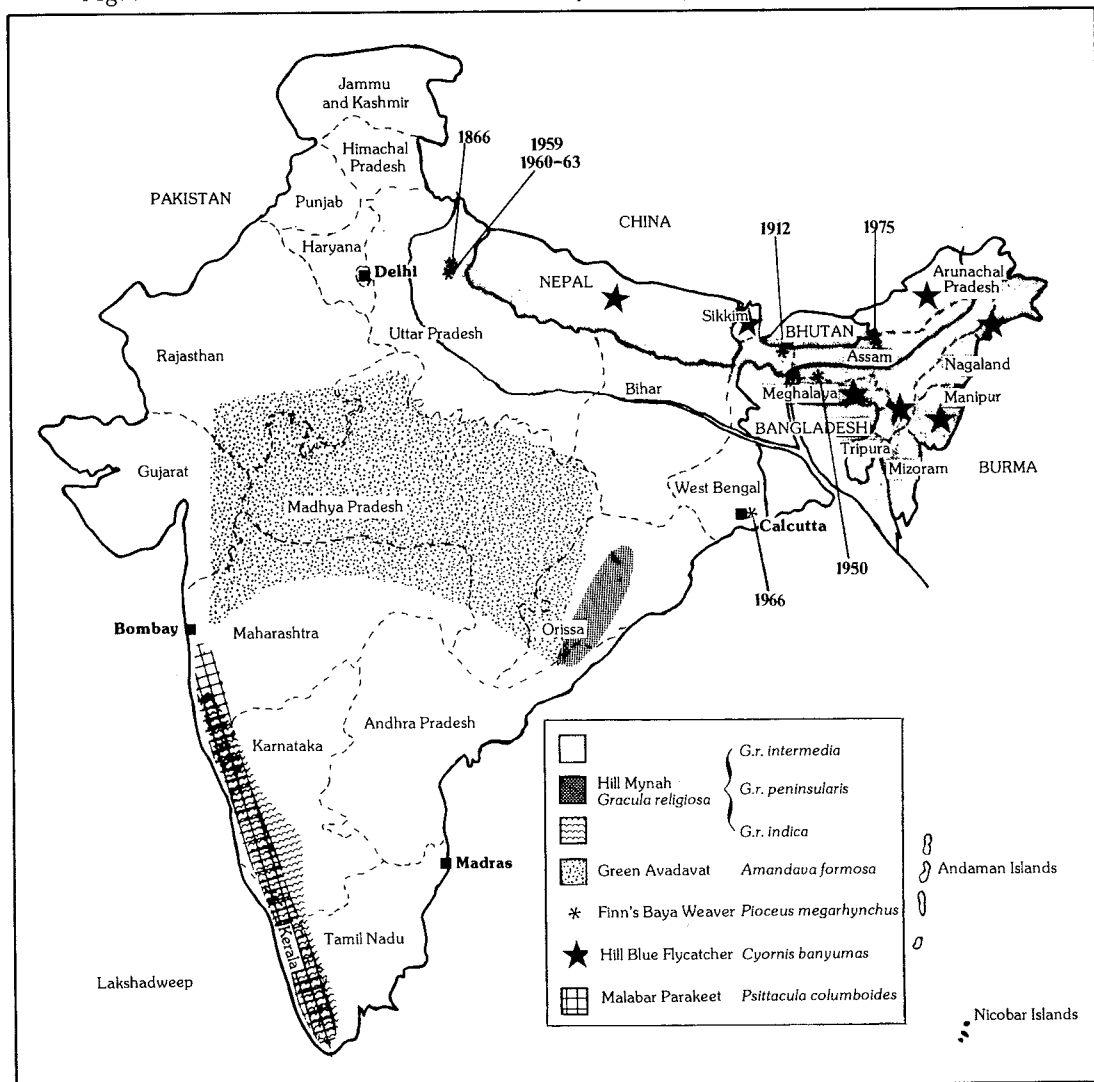 Jammu
and Kashmir
Himachal
Pradesh
1866
1959
1960-63
PAKISTAN
Punjab
CHINA
1912
1975
Haryana
Delhi
NEPAL
Arunachal
Pradesh
Sikkim
BHUTAN
Uttar Pradesh
Assam
Rajasthan
Nagaland
Bihar
Meghalaya
Manipur
BANGLADESH
Gujarat
Tripura
BURMA
Mizoram
Madhya Pradesh
West Bengal
Calcutta
1950
1966
Bombay
Maharashtra
Orissa
Andhra Pradesh
Karnataka
Madras
Tamil Nadu
Kerala
Lakshadweep
G.r. intermedia
Hill Mynah
Gracula religiosa
G.r. peninsularis
G.r. indica
Green Avadavat Amandava formosa
Finn's Baya Weaver Pioceus megarhynchus
Hill Blue Flycatcher Cyornis banyumas
Malabar Parakeet Psittacula columboides
Andaman Islands
Nicobar Islands